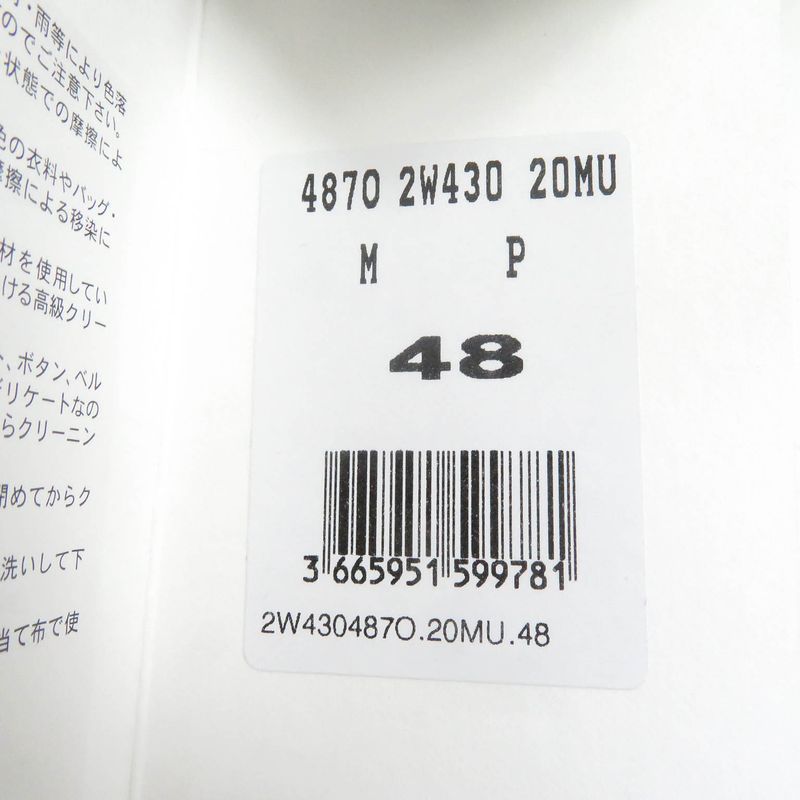 ・雨等により色落
のでご注意下さい。
状態での摩擦によ
色の衣料やバッグ・
摩擦による移染に
材を使用してい
ける高級クリー
、ボタン、ベル
デリケートなの
らクリーニン
閉めてからク
洗いして下
当て布で使
487O 2W430 20MU
M P
48
3 665951 599781
2W430487O.20MU.48